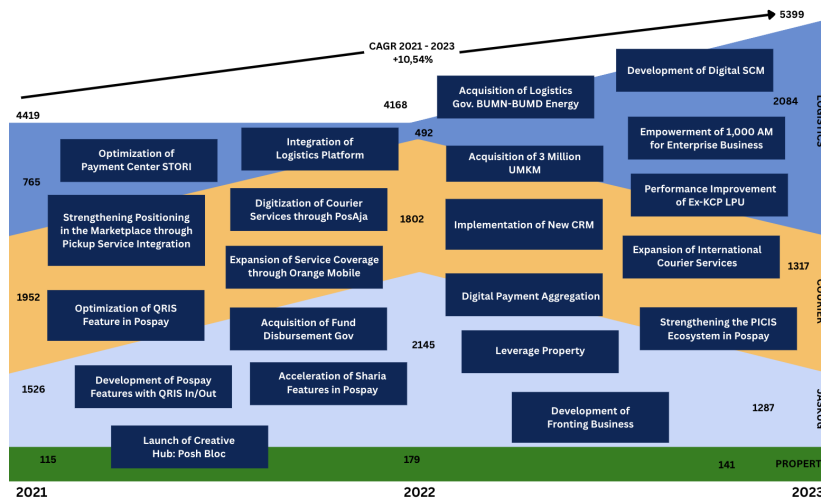 5399
CAGR 2021 - 2023
+10,54%
4419
4168
492
765
2084
LOGISTICS
Acquisition of Logistics
Gov. BUMN-BUMD Energy
Development of Digital SCM
Optimization of
Payment Center STORI
Integration of
Logistics Platform
Acquisition of 3 Million
UMKM
Empowerment of 1,000 AM
for Enterprise Business
Strengthening Positioning
in the Marketplace through
Pickup Service Integration
Digitization of Courier
Services through PosAja
1802
Implementation of New CRM
Performance Improvement
of Ex-KCP LPU
Expansion of Service Coverage
through Orange Mobile
Expansion of International
Courier Services
1317
1952
Optimization of QRIS
Feature in Pospay
Acquisition of Fund
Disbursement Gov
Digital Payment Aggregation
Strengthening the PICIS
Ecosystem in Pospay
COURIER
2145
Leverage Property
1526
Development of Pospay
Features with QRIS In/Out
Acceleration of Sharia
Features in Pospay
Development of
Fronting Business
1287
JASKUG
Launch of Creative
Hub: Posh Bloc
115
179
141
PROPERT
2021
2022
2023